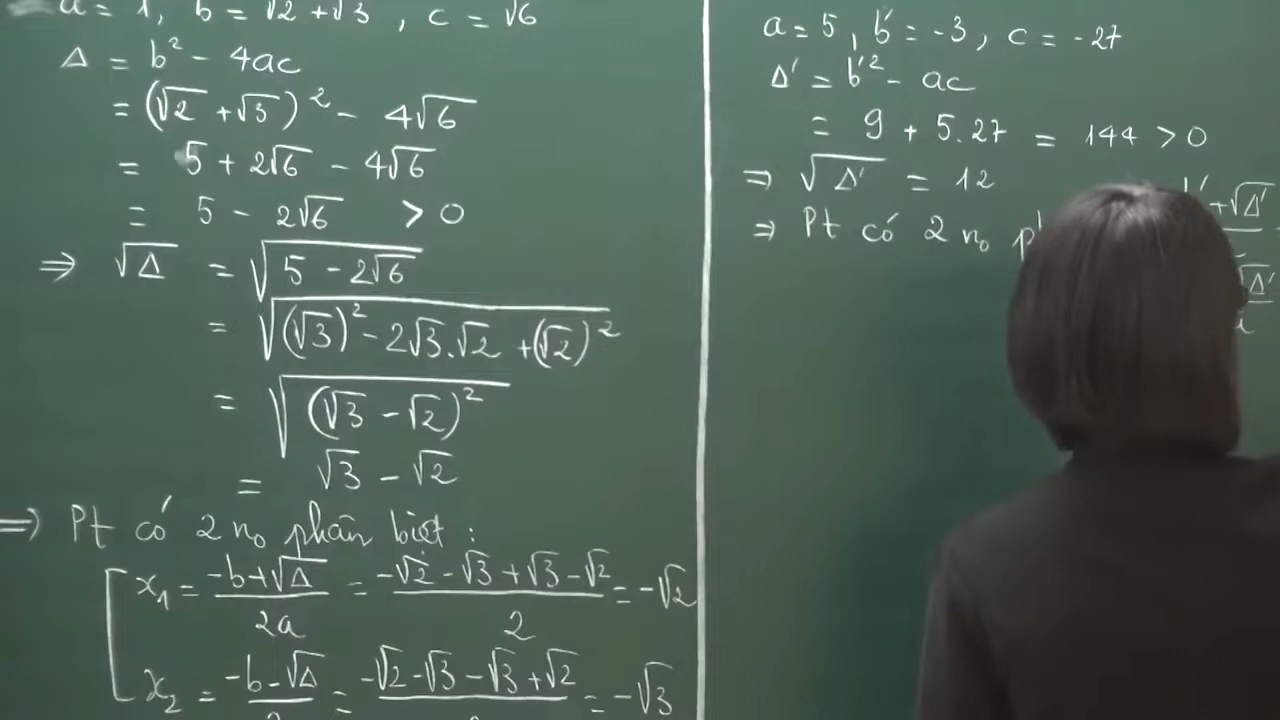 a = 1, b = √2 + √3, c = √6
Δ = b² - 4ac
= (√2 + √3)² - 4√6
= 5 + 2√6 - 4√6
= 5 - 2√6 > 0
⇒ √Δ = √(5 - 2√6)
= √((√3)² - 2√3.√2 + (√2)²)
= √((√3 - √2)²)
= √3 - √2
⇒ Pt có 2 no phân biệt :
[ x₁ = (-b+√Δ)/2a = (-√2 - √3 + √3 - √2)/2 = -√2
x₂ = (-b-√Δ)/ = (-√2 - √3 - √3 + √2)/ = -√3
a = 5, b' = -3, c = -27
Δ' = b'² - ac
= 9 + 5.27 = 144 > 0
⇒ √Δ' = 12
⇒ Pt có 2 no
+√Δ'
√Δ'